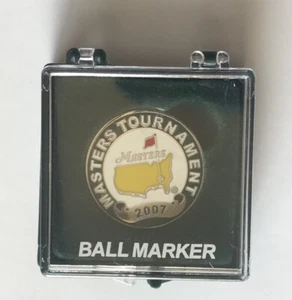 MASTERS TOURNAMENT
MASTERS
®
2007
BALL MARKER